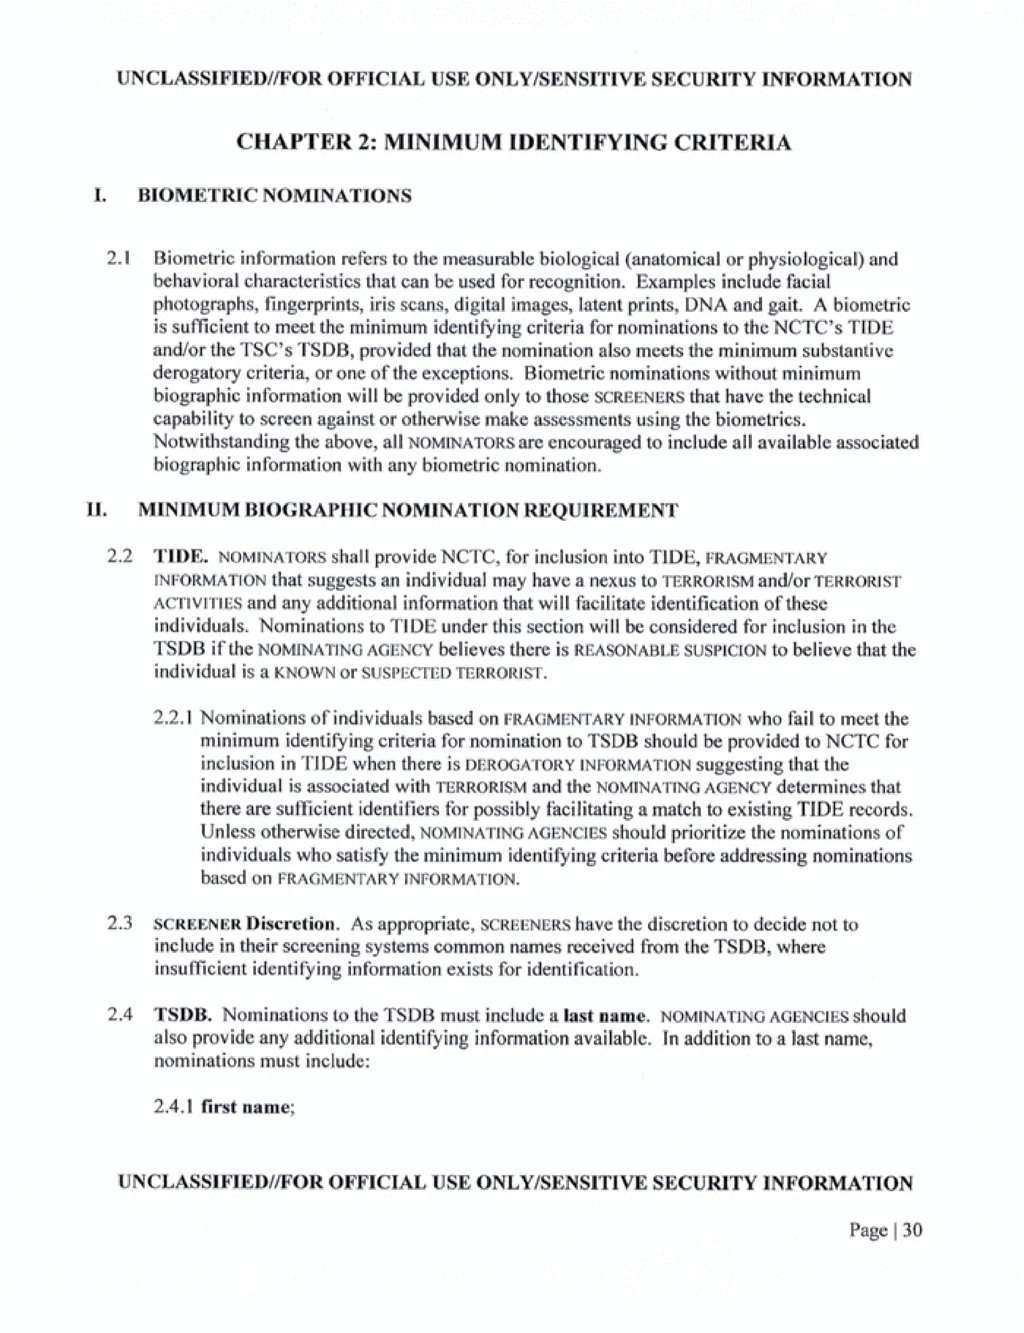 UNCLASSIFIED//FOR OFFICIAL USE ONLY/SENSITIVE SECURITY INFORMATION
CHAPTER 2: MINIMUM IDENTIFYING CRITERIA
I. BIOMETRIC NOMINATIONS
2.1 Biometric information refers to the measurable biological (anatomical or physiological) and
behavioral characteristics that can be used for recognition. Examples include facial
photographs, fingerprints, iris scans, digital images, latent prints, DNA and gait. A biometric
is sufficient to meet the minimum identifying criteria for nominations to the NCTC's TIDE
and/or the TSC's TSDB, provided that the nomination also meets the minimum substantive
derogatory criteria, or one of the exceptions. Biometric nominations without minimum
biographic information will be provided only to those SCREENERS that have the technical
capability to screen against or otherwise make assessments using the biometrics.
Notwithstanding the above, all NOMINATORS are encouraged to include all available associated
biographic information with any biometric nomination.
II. MINIMUM BIOGRAPHIC NOMINATION REQUIREMENT
2.2 TIDE. NOMINATORS shall provide NCTC, for inclusion into TIDE, FRAGMENTARY
INFORMATION that suggests an individual may have a nexus to TERRORISM and/or TERRORIST
ACTIVITIES and any additional information that will facilitate identification of these
individuals. Nominations to TIDE under this section will be considered for inclusion in the
TSDB if the NOMINATING AGENCY believes there is REASONABLE SUSPICION to believe that the
individual is a KNOWN or SUSPECTED TERRORIST.
2.2.1 Nominations of individuals based on FRAGMENTARY INFORMATION who fail to meet the
minimum identifying criteria for nomination to TSDB should be provided to NCTC for
inclusion in TIDE when there is DEROGATORY INFORMATION suggesting that the
individual is associated with TERRORISM and the NOMINATING AGENCY determines that
there are sufficient identifiers for possibly facilitating a match to existing TIDE records.
Unless otherwise directed, NOMINATING AGENCIES should prioritize the nominations of
individuals who satisfy the minimum identifying criteria before addressing nominations
based on FRAGMENTARY INFORMATION.
2.3 SCREENER Discretion. As appropriate, SCREENERS have the discretion to decide not to
include in their screening systems common names received from the TSDB, where
insufficient identifying information exists for identification.
2.4 TSDB. Nominations to the TSDB must include a last name. NOMINATING AGENCIES should
also provide any additional identifying information available. In addition to a last name,
nominations must include:
2.4.1 first name;
UNCLASSIFIED//FOR OFFICIAL USE ONLY/SENSITIVE SECURITY INFORMATION
Page | 30